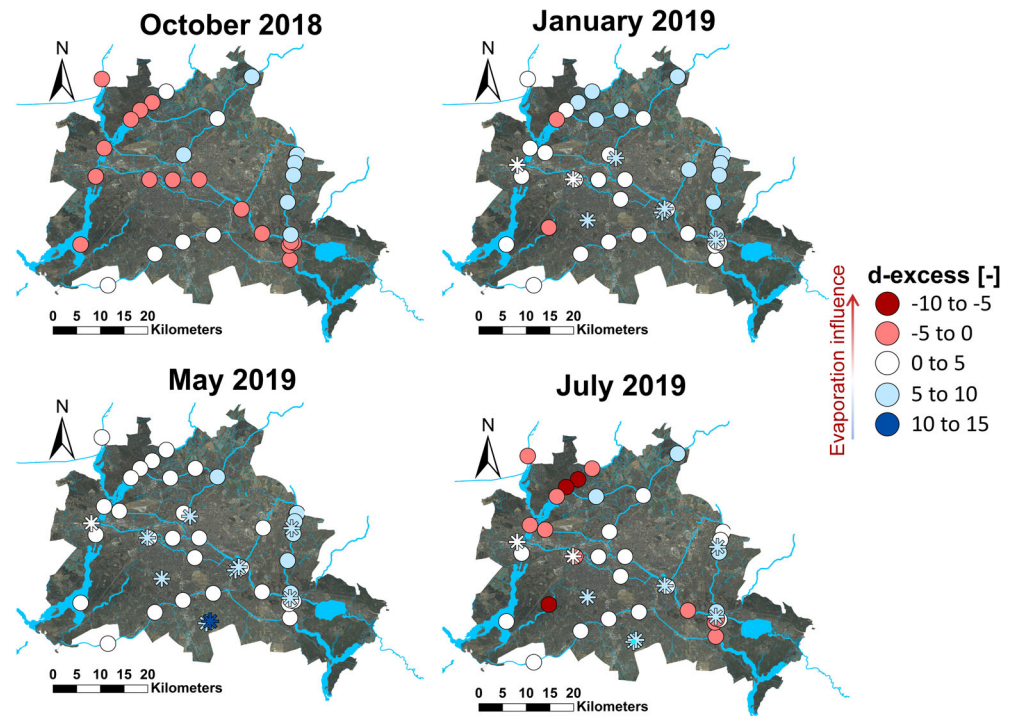 October 2018
N
0 5 10 15 20
Kilometers
January 2019
N
0 5 10 15 20
Kilometers
May 2019
N
0 5 10 15 20
Kilometers
July 2019
N
0 5 10 15 20
Kilometers
Evaporation influence
d-excess [-]
-10 to -5
-5 to 0
0 to 5
5 to 10
10 to 15